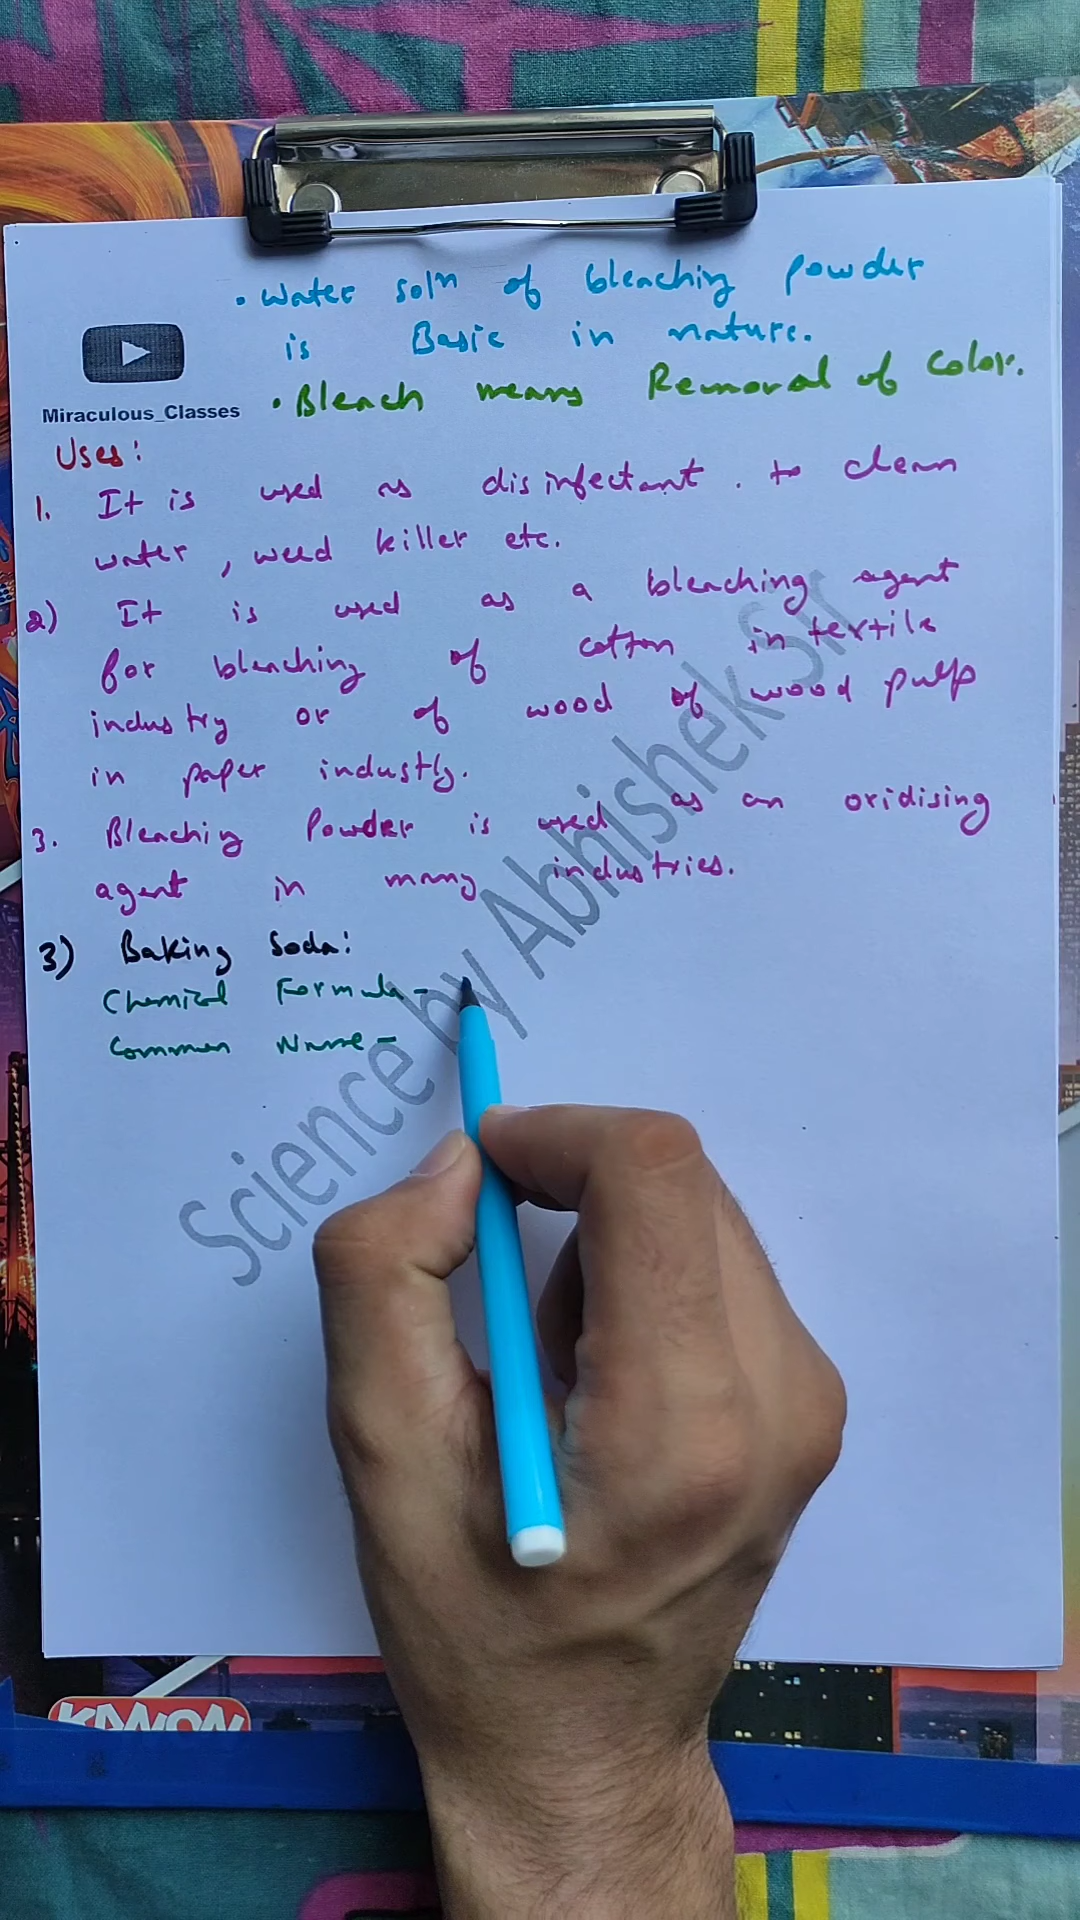 • Water solⁿ of bleaching powder
is Basic in nature.
• Bleach means Removal of color.
Miraculous_Classes
Uses:
1. It is used as disinfectant. to clean
water, weed killer etc.
2) It is used as a bleaching agent
for bleaching of cotton in textile
industry or of wood of wood pulp
in paper industry.
3. Bleaching Powder is used as an oxidising
agent in many industries.
3) Baking Soda:
Chemical Formula -
Common Name -
Science by Abhishek Sir
KANON